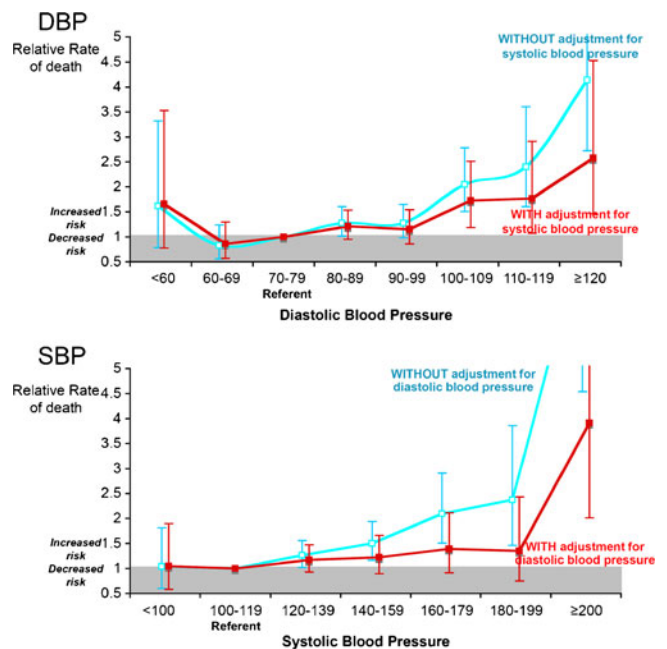 DBP
Relative Rate
of death
WITHOUT adjustment for
systolic blood pressure
5
4.5
4
3.5
3
2.5
2
1.5
1
0.5
Increased
risk
Decreased
risk
WITH adjustment for
systolic blood pressure
<60 60-69 70-79 80-89 90-99 100-109 110-119 ≥120
Referent
Diastolic Blood Pressure
SBP
Relative Rate
of death
WITHOUT adjustment for
diastolic blood pressure
5
4.5
4
3.5
3
2.5
2
1.5
1
0.5
Increased
risk
Decreased
risk
WITH adjustment for
diastolic blood pressure
<100 100-119 120-139 140-159 160-179 180-199 ≥200
Referent
Systolic Blood Pressure